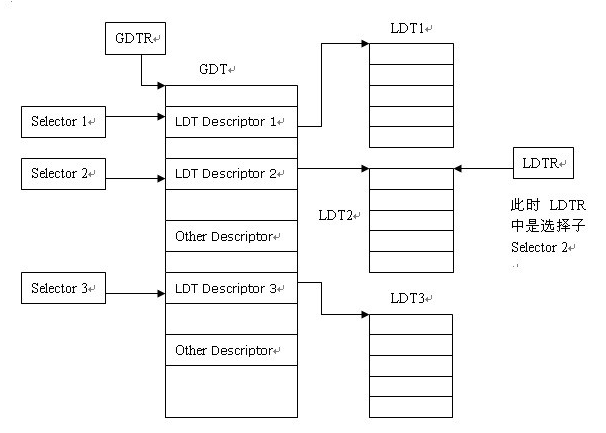 GDTR
LDT1
GDT
Selector 1
LDT Descriptor 1
Selector 2
LDT Descriptor 2
LDTR
LDT2
此时 LDTR
中是选择子
Selector 2
Other Descriptor
Selector 3
LDT Descriptor 3
LDT3
Other Descriptor